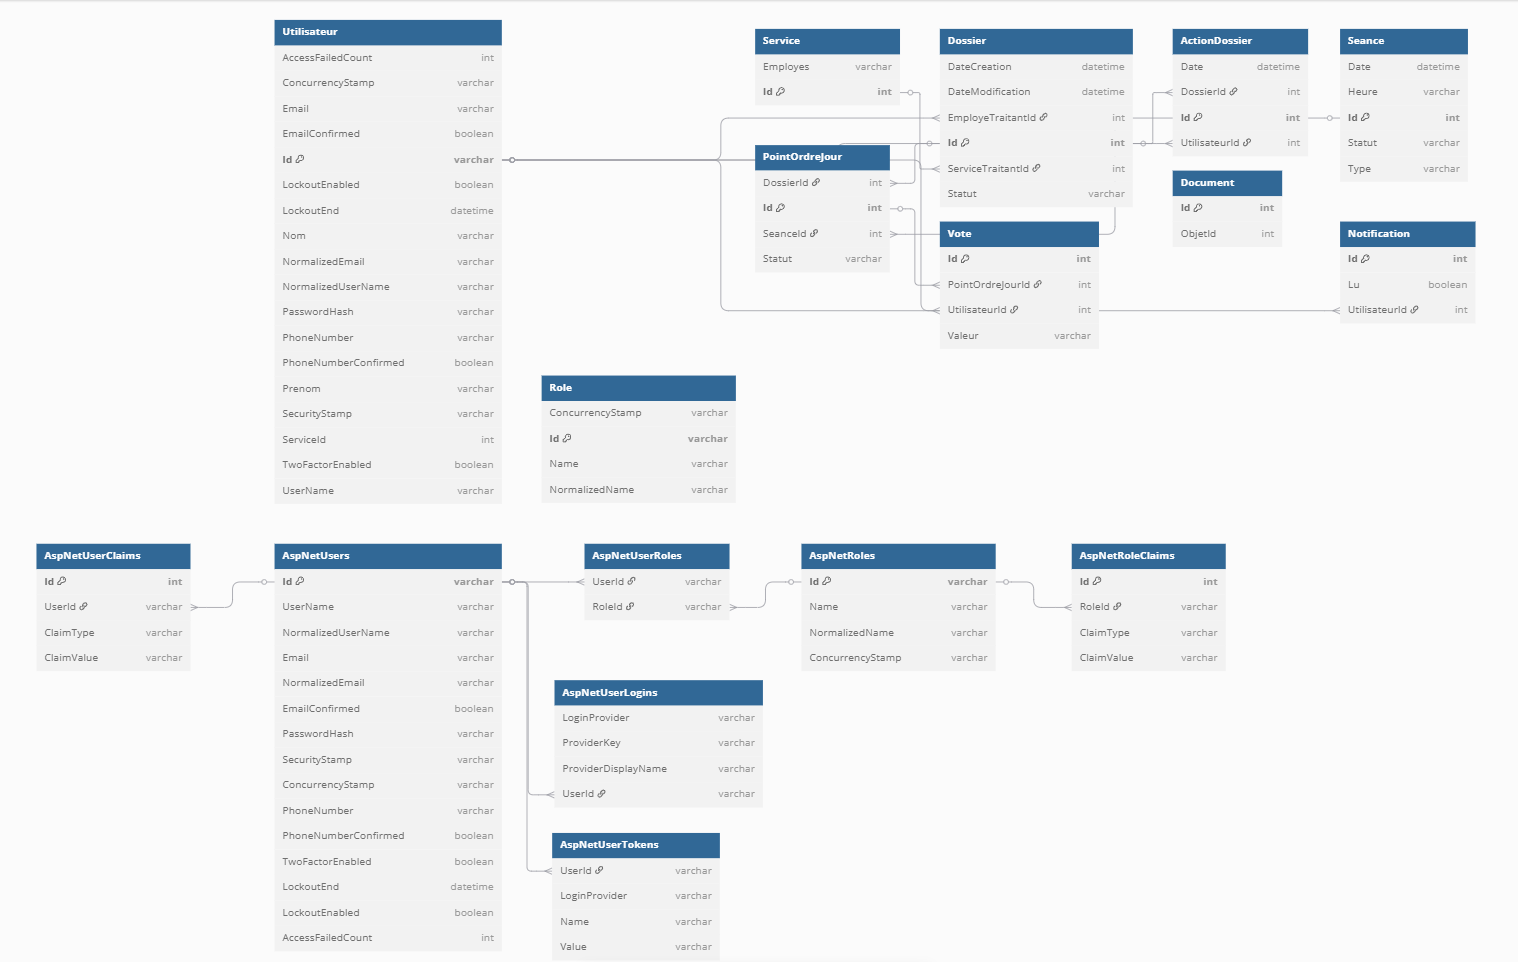 Utilisateur
AccessFailedCount int
ConcurrencyStamp varchar
Email varchar
EmailConfirmed boolean
Id varchar
LockoutEnabled boolean
LockoutEnd datetime
Nom varchar
NormalizedEmail varchar
NormalizedUserName varchar
PasswordHash varchar
PhoneNumber varchar
PhoneNumberConfirmed boolean
Prenom varchar
SecurityStamp varchar
ServiceId int
TwoFactorEnabled boolean
UserName varchar
Service
Employes varchar
Id int
Dossier
DateCreation datetime
DateModification datetime
EmployeTraitantId int
Id int
ServiceTraitantId int
Statut varchar
ActionDossier
Date datetime
DossierId int
Id int
UtilisateurId int
Seance
Date datetime
Heure varchar
Id int
Statut varchar
Type varchar
PointOrdreJour
DossierId int
Id int
SeanceId int
Statut varchar
Document
Id int
ObjetId int
Vote
Id int
PointOrdreJourId int
UtilisateurId int
Valeur varchar
Notification
Id int
Lu boolean
UtilisateurId int
Role
ConcurrencyStamp varchar
Id varchar
Name varchar
NormalizedName varchar
AspNetUserClaims
Id int
UserId varchar
ClaimType varchar
ClaimValue varchar
AspNetUsers
Id varchar
UserName varchar
NormalizedUserName varchar
Email varchar
NormalizedEmail varchar
EmailConfirmed boolean
PasswordHash varchar
SecurityStamp varchar
ConcurrencyStamp varchar
PhoneNumber varchar
PhoneNumberConfirmed boolean
TwoFactorEnabled boolean
LockoutEnd datetime
LockoutEnabled boolean
AccessFailedCount int
AspNetUserRoles
UserId varchar
RoleId varchar
AspNetRoles
Id varchar
Name varchar
NormalizedName varchar
ConcurrencyStamp varchar
AspNetRoleClaims
Id int
RoleId varchar
ClaimType varchar
ClaimValue varchar
AspNetUserLogins
LoginProvider varchar
ProviderKey varchar
ProviderDisplayName varchar
UserId varchar
AspNetUserTokens
UserId varchar
LoginProvider varchar
Name varchar
Value varchar